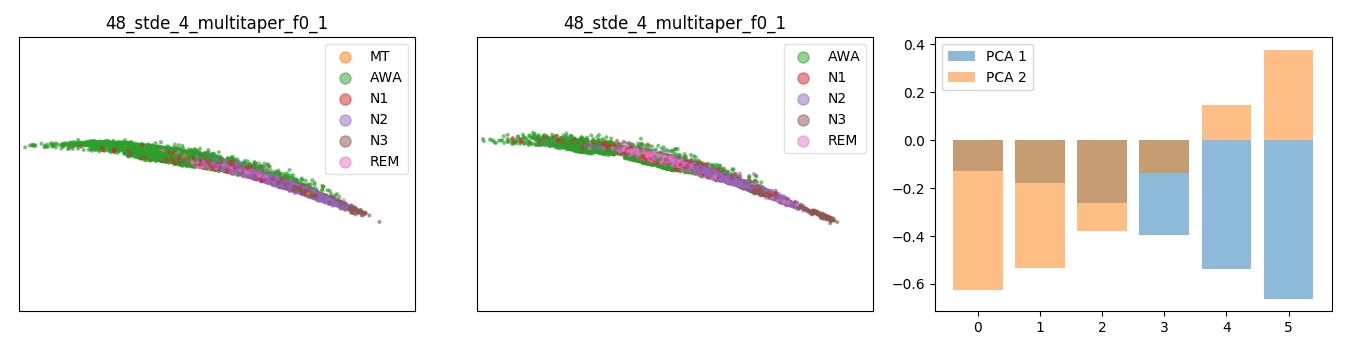 48_stde_4_multitaper_f0_1
MT
AWA
N1
N2
N3
REM
48_stde_4_multitaper_f0_1
AWA
N1
N2
N3
REM
PCA 1
PCA 2
0.4
0.2
0.0
−0.2
−0.4
−0.6
0 1 2 3 4 5